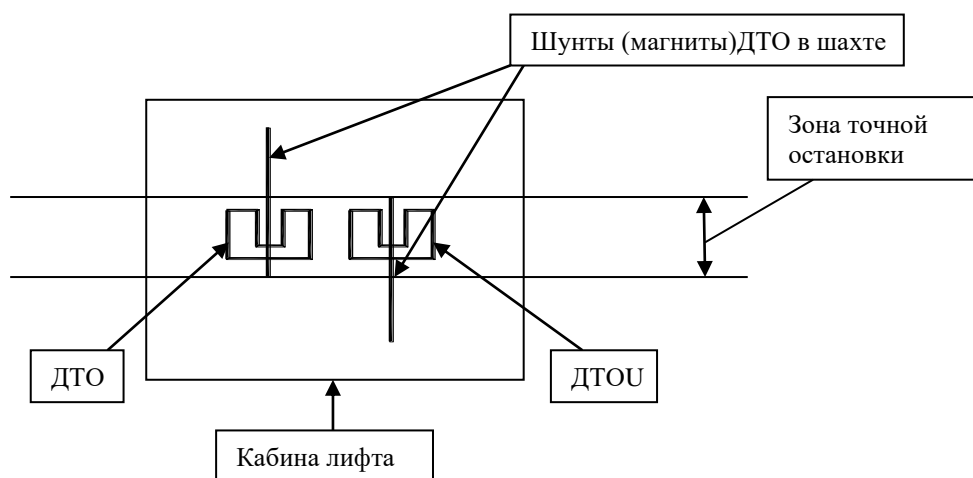 Шунты (магниты)ДТО в шахте
Зона точной
остановки
ДТО
ДТОU
Кабина лифта